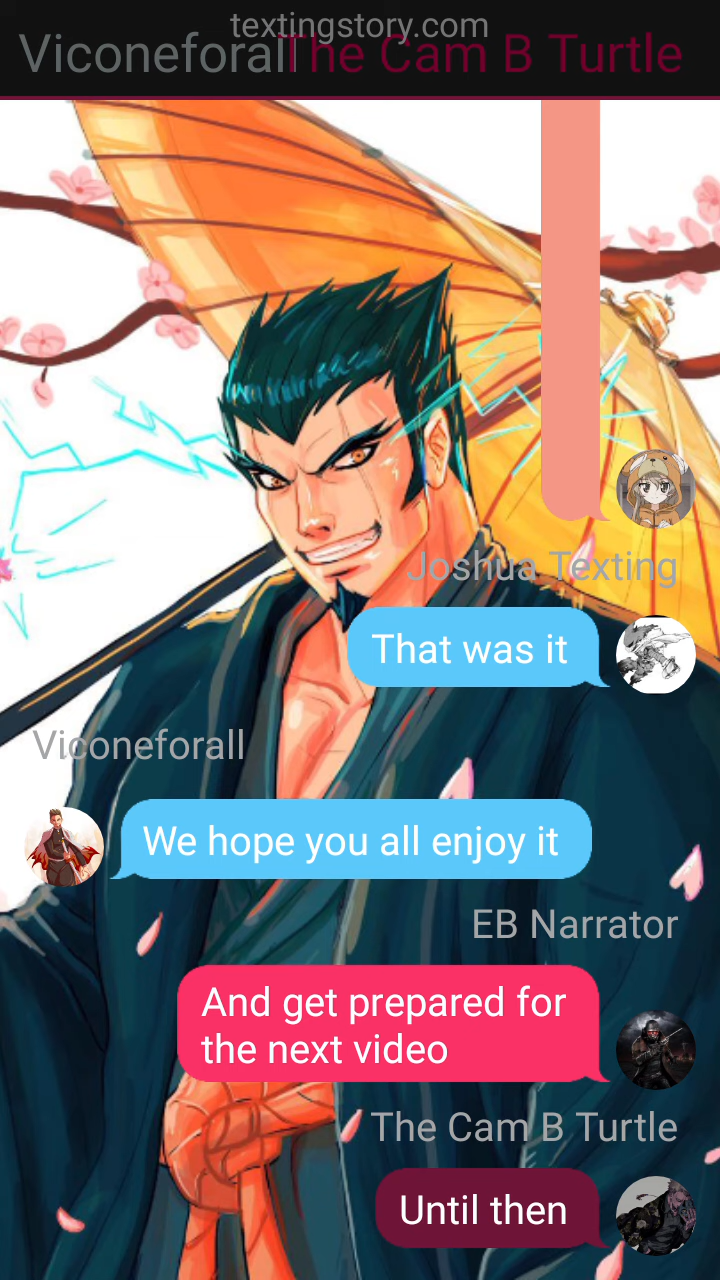 textingstory.com
Viconeforall
The Cam B Turtle
Joshua Texting
That was it
Viconeforall
We hope you all enjoy it
EB Narrator
And get prepared for
the next video
The Cam B Turtle
Until then